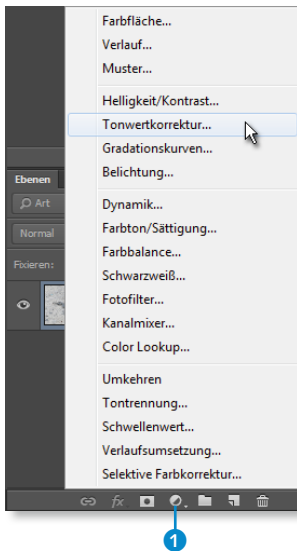 Farbfläche...
Verlauf...
Muster...
Helligkeit/Kontrast...
Tonwertkorrektur...
Gradationskurven...
Belichtung...
Dynamik...
Farbton/Sättigung...
Farbbalance...
Schwarzweiß...
Fotofilter...
Kanalmixer...
Color Lookup...
Umkehren
Tontrennung...
Schwellenwert...
Verlaufsumsetzung...
Selektive Farbkorrektur...
Ebenen
Art
Normal
Fixieren:
fx
1